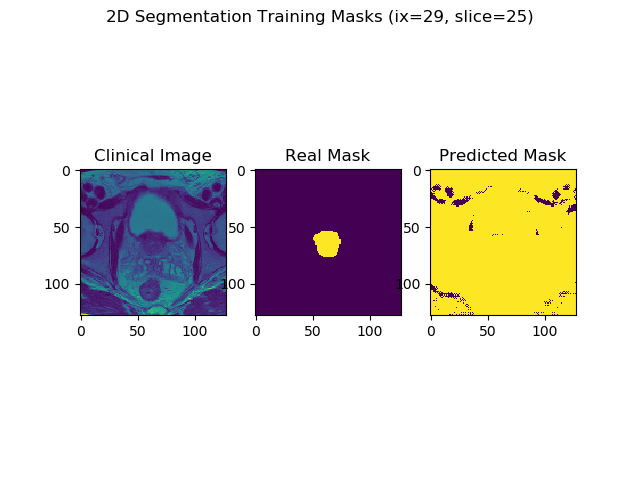 2D Segmentation Training Masks (ix=29, slice=25)
Clinical Image Real Mask Predicted Mask
0 0 0
50 50 50
100 100 100
0 50 100 0 50 100 0 50 100